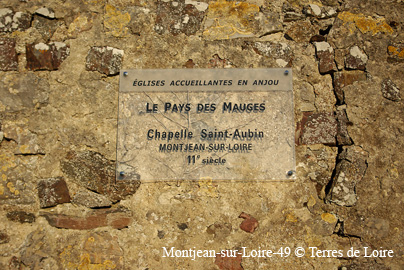 ÉGLISES ACCUEILLANTES EN ANJOU
LE PAYS DES MAUGES
Chapelle Saint-Aubin
MONTJEAN-SUR-LOIRE
11e siècle
Montjean-sur-Loire-49 © Terres de Loire